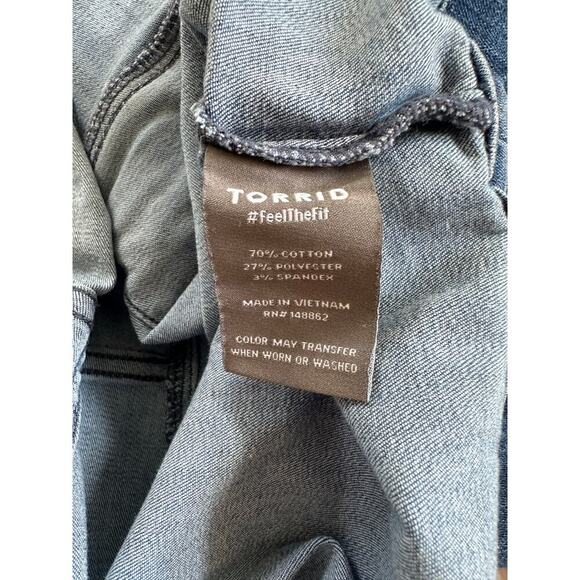 TORRID
#feelTheFit
70% COTTON
27% POLYESTER
3% SPANDEX
MADE IN VIETNAM
RN# 148862
COLOR MAY TRANSFER
WHEN WORN OR WASHED